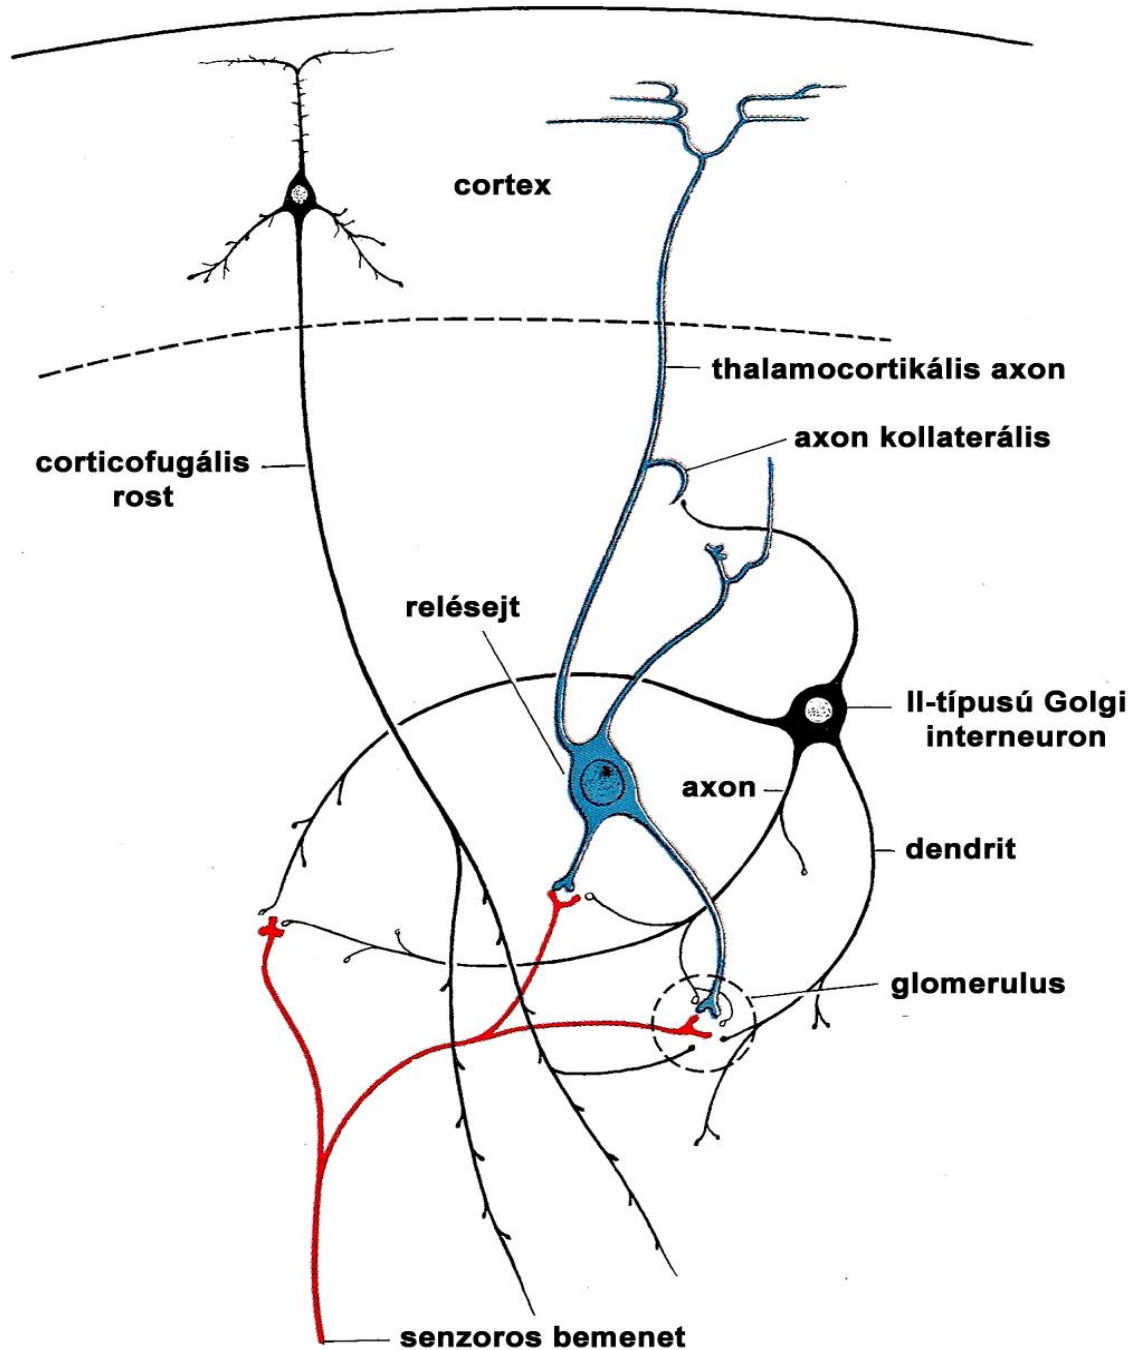 cortex
thalamocortikális axon
axon kollaterális
corticofugális
rost
relésejt
II-típusú Golgi
interneuron
axon
dendrit
glomerulus
senzoros bemenet